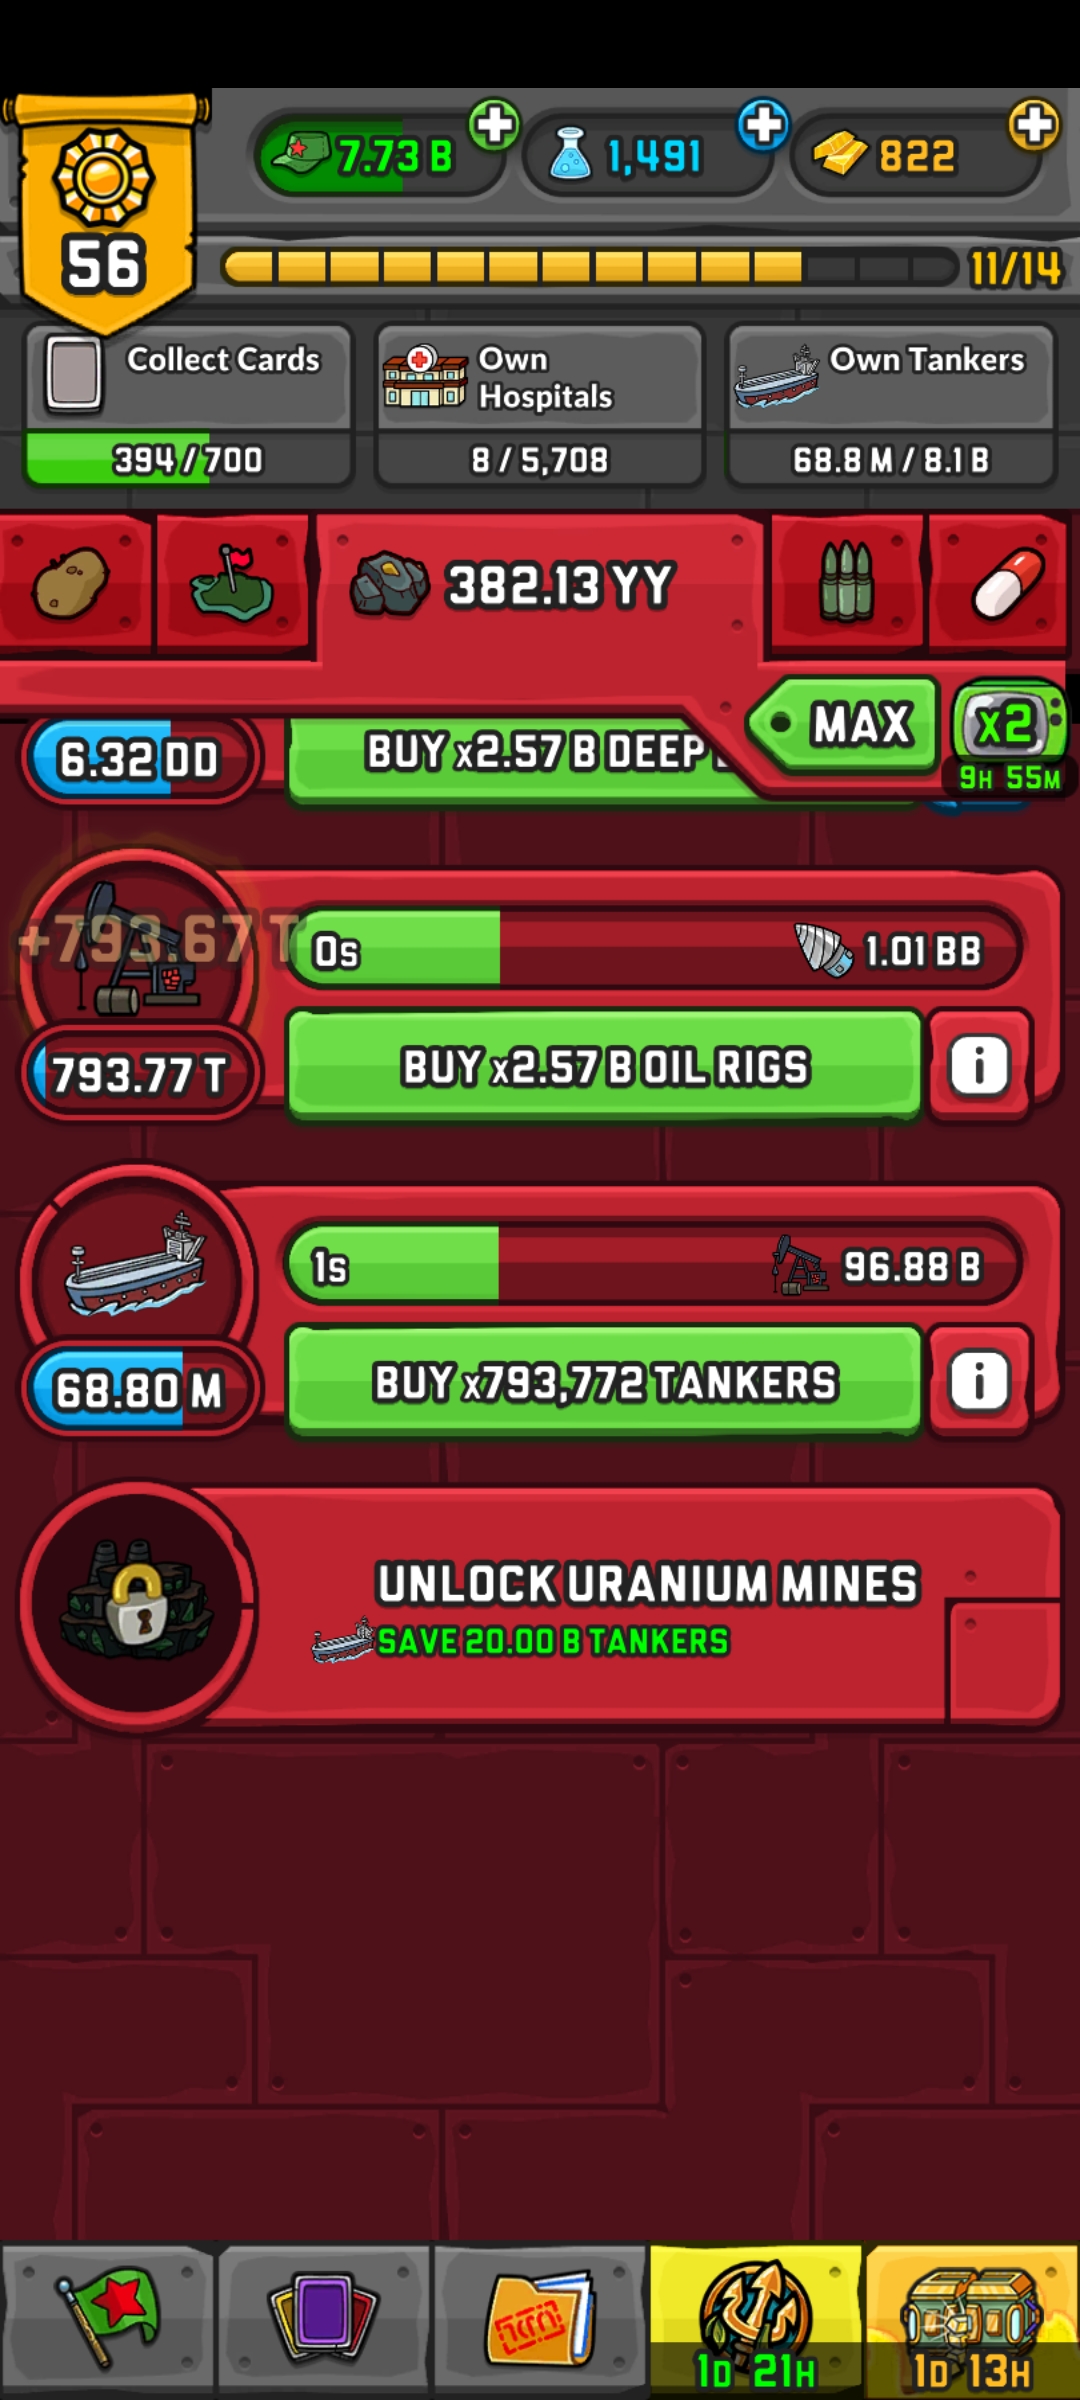 7.73 B
1,491
822
56
11/14
Collect Cards
Own
Hospitals
Own Tankers
394/700
8/5,708
68.8 M/8.1 B
382.13 YY
MAX
x2
9H 55M
6.32 DD
BUY x2.57 B DEEP
+793.67 T
0s
1.01 BB
793.77 T
BUY x2.57 B OIL RIGS
i
1s
96.88 B
68.80 M
BUY x793,772 TANKERS
i
UNLOCK URANIUM MINES
SAVE 20.00 B TANKERS
1D 21H
1D 13H